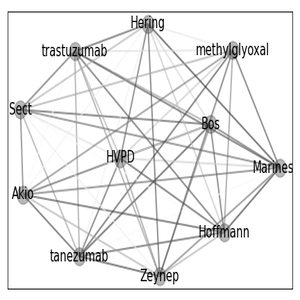 Hering
trastuzumab
methylglyoxal
Sect
Bos
HVPD
Marines
Akio
Hoffmann
tanezumab
Zeynep